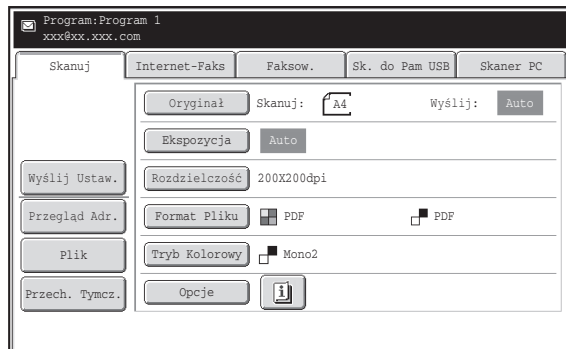 Program:Program 1
xxx@xx.xxx.com
Skanuj Internet-Faks Faksow. Sk. do Pam USB Skaner PC
Oryginał Skanuj: A4 Wyślij: Auto
Ekspozycja Auto
Wyślij Ustaw. Rozdzielczość 200X200dpi
Przegląd Adr. Format Pliku PDF PDF
Plik Tryb Kolorowy Mono2
Przech. Tymcz. Opcje